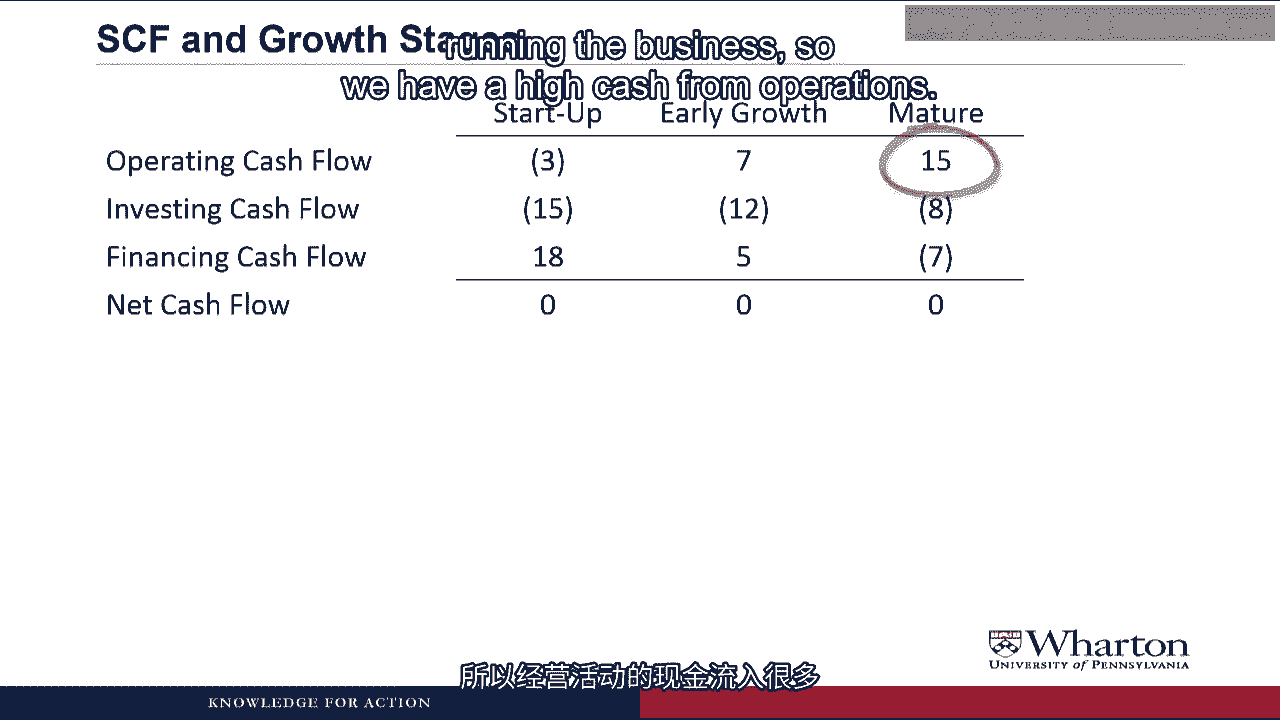 SCF and Growth Stages
running the business, so
we have a high cash from operations.
Start-Up Early Growth Mature
Operating Cash Flow (3) 7 15
Investing Cash Flow (15) (12) (8)
Financing Cash Flow 18 5 (7)
Net Cash Flow 0 0 0
Wharton
UNIVERSITY of PENNSYLVANIA
所以经营活动的现金流入很多
KNOWLEDGE FOR ACTION